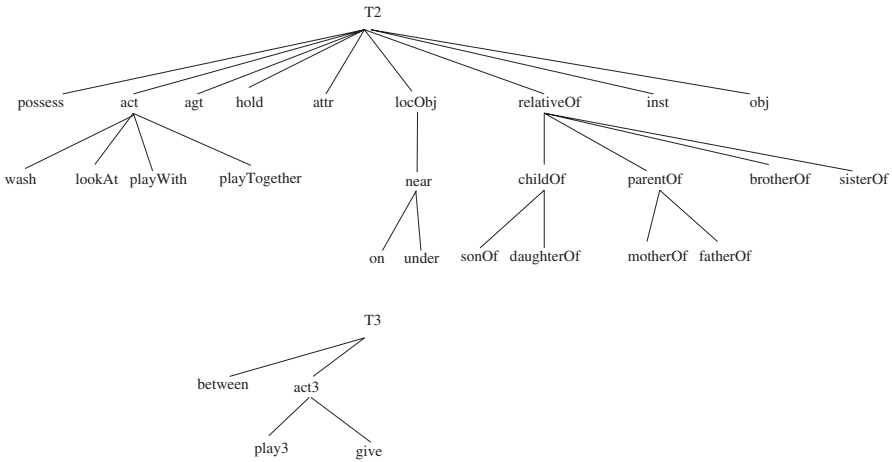 T2
possess act agt hold attr locObj relativeOf inst obj
wash lookAt playWith playTogether near childOf parentOf brotherOf sisterOf
on under sonOf daughterOf motherOf fatherOf
T3
between act3
play3 give